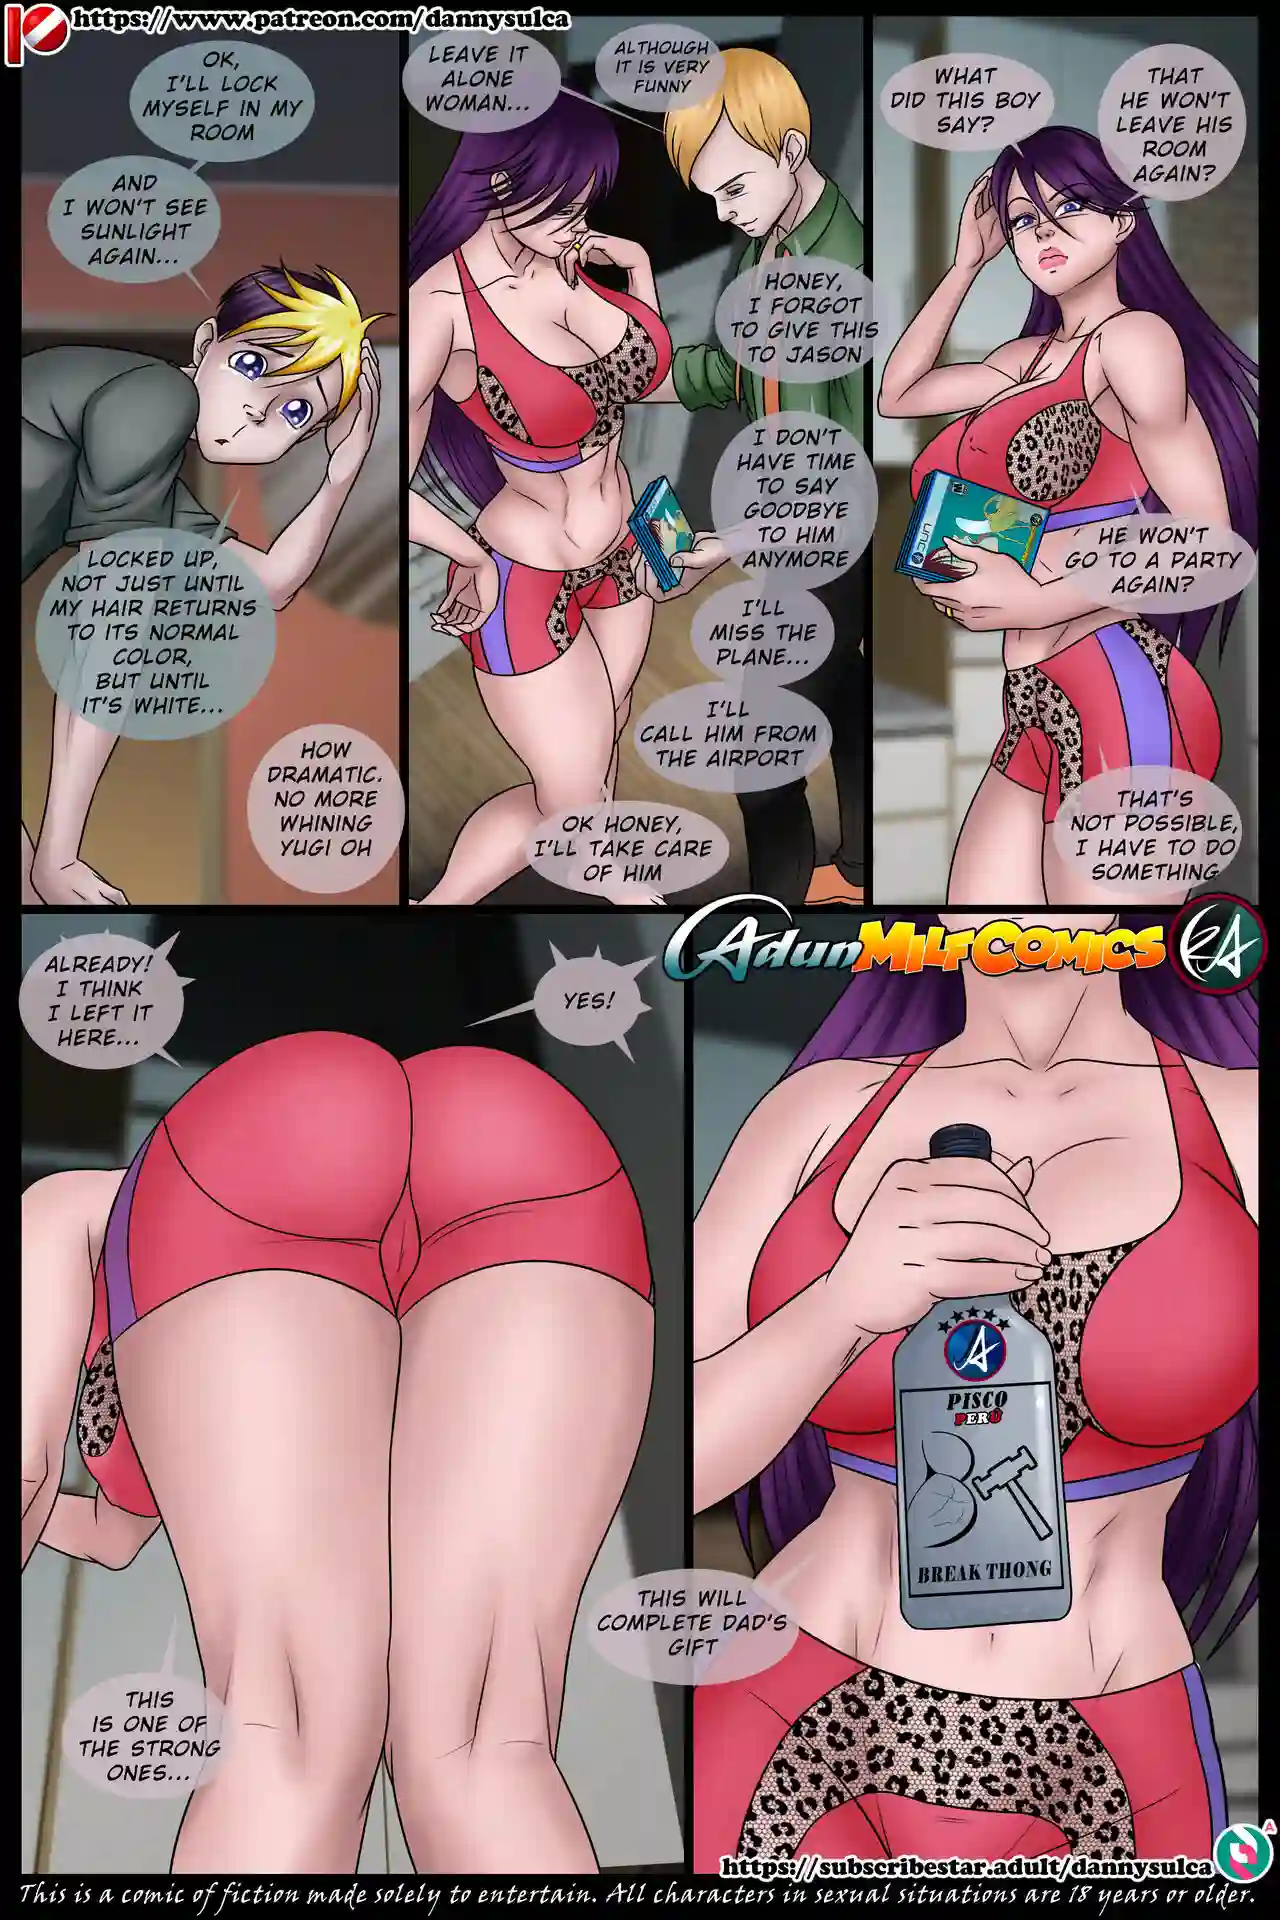 https://www.patreon.com/dannysulca
OK,
I'LL LOCK
MYSELF IN MY
ROOM
AND
I WON'T SEE
SUNLIGHT
AGAIN...
LOCKED UP,
NOT JUST UNTIL
MY HAIR RETURNS
TO ITS NORMAL
COLOR,
BUT UNTIL
IT'S WHITE...
HOW
DRAMATIC.
NO MORE
WHINING
YUGI OH
LEAVE IT
ALONE
WOMAN...
ALTHOUGH
IT IS VERY
FUNNY
HONEY,
I FORGOT
TO GIVE THIS
TO JASON
I DON'T
HAVE TIME
TO SAY
GOODBYE
TO HIM
ANYMORE
I'LL
MISS THE
PLANE...
I'LL
CALL HIM FROM
THE AIRPORT
OK HONEY,
I'LL TAKE CARE
OF HIM
WHAT
DID THIS BOY
SAY?
THAT
HE WON'T
LEAVE HIS
ROOM
AGAIN?
HE WON'T
GO TO A PARTY
AGAIN?
THAT'S
NOT POSSIBLE,
I HAVE TO DO
SOMETHING
AdunMilfComics
ALREADY!
I THINK
I LEFT IT
HERE...
YES!
THIS
IS ONE OF
THE STRONG
ONES...
PISCO
PERÚ
BREAK THONG
THIS WILL
COMPLETE DAD'S
GIFT
https://subscribestar.adult/dannysulca
This is a comic of fiction made solely to entertain. All characters in sexual situations are 18 years or older.